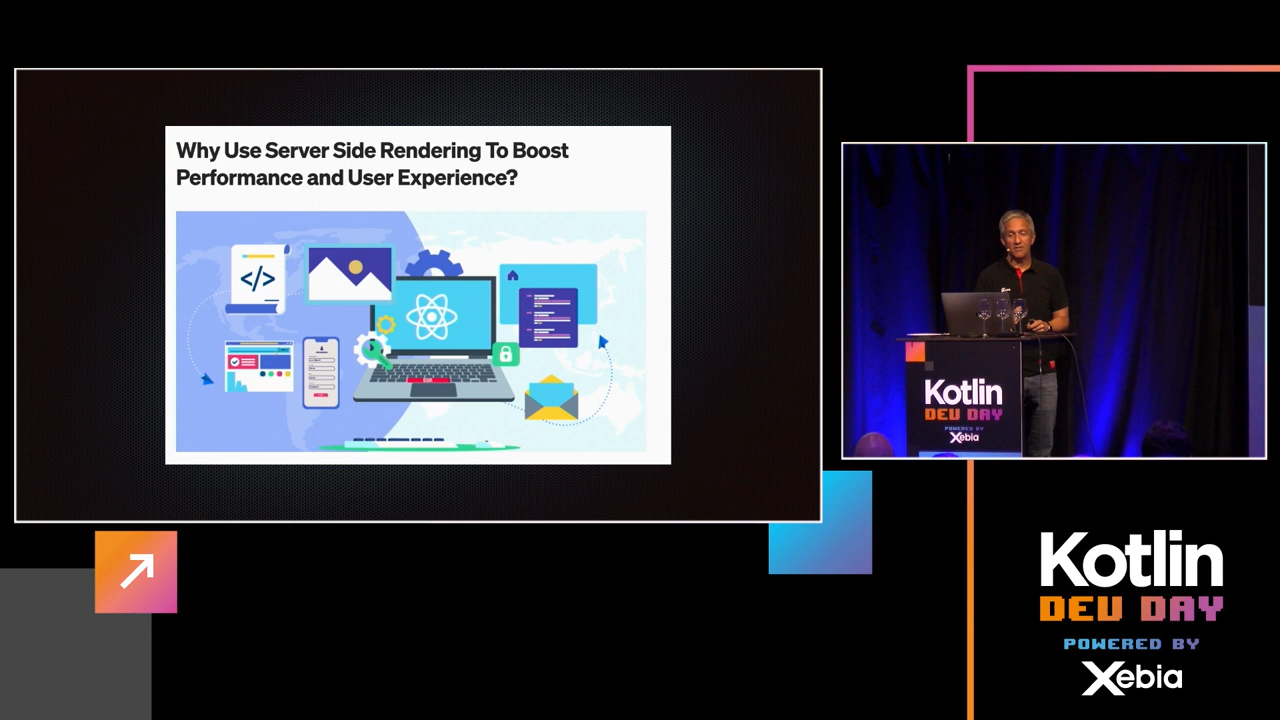 Why Use Server Side Rendering To Boost
Performance and User Experience?
</>
Kotlin
DEV DAY
POWERED BY
Xebia
Kotlin
DEV DAY
POWERED BY
Xebia